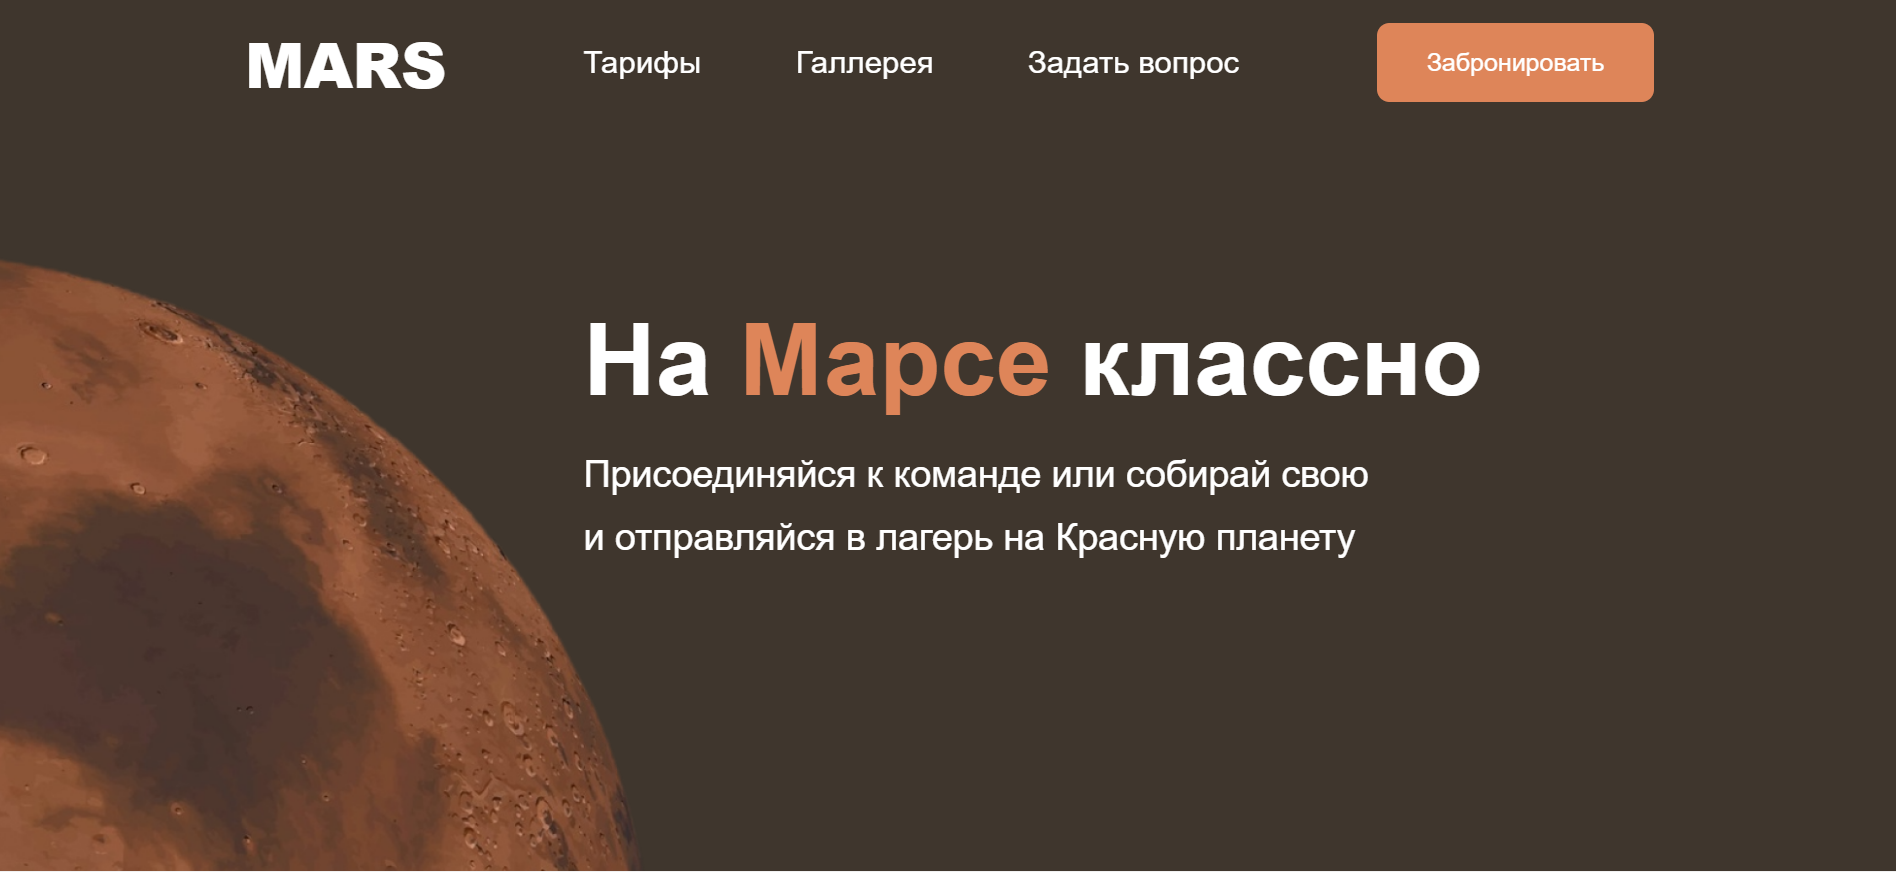 MARS
Тарифы
Галлерея
Задать вопрос
Забронировать
На Марсе классно
Присоединяйся к команде или собирай свою
и отправляйся в лагерь на Красную планету